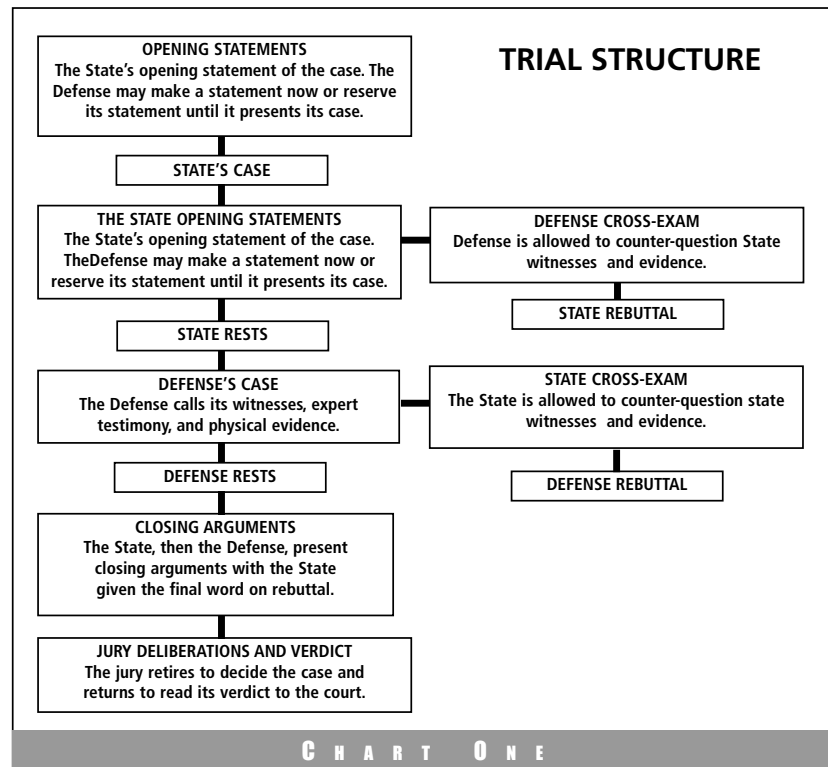 TRIAL STRUCTURE
OPENING STATEMENTS
The State's opening statement of the case. The
Defense may make a statement now or reserve
its statement until it presents its case.
STATE'S CASE
THE STATE OPENING STATEMENTS
The State's opening statement of the case.
TheDefense may make a statement now or
reserve its statement until it presents its case.
DEFENSE CROSS-EXAM
Defense is allowed to counter-question State
witnesses and evidence.
STATE REBUTTAL
STATE RESTS
DEFENSE'S CASE
The Defense calls its witnesses, expert
testimony, and physical evidence.
STATE CROSS-EXAM
The State is allowed to counter-question state
witnesses and evidence.
DEFENSE REBUTTAL
DEFENSE RESTS
CLOSING ARGUMENTS
The State, then the Defense, present
closing arguments with the State
given the final word on rebuttal.
JURY DELIBERATIONS AND VERDICT
The jury retires to decide the case and
returns to read its verdict to the court.
CHART ONE